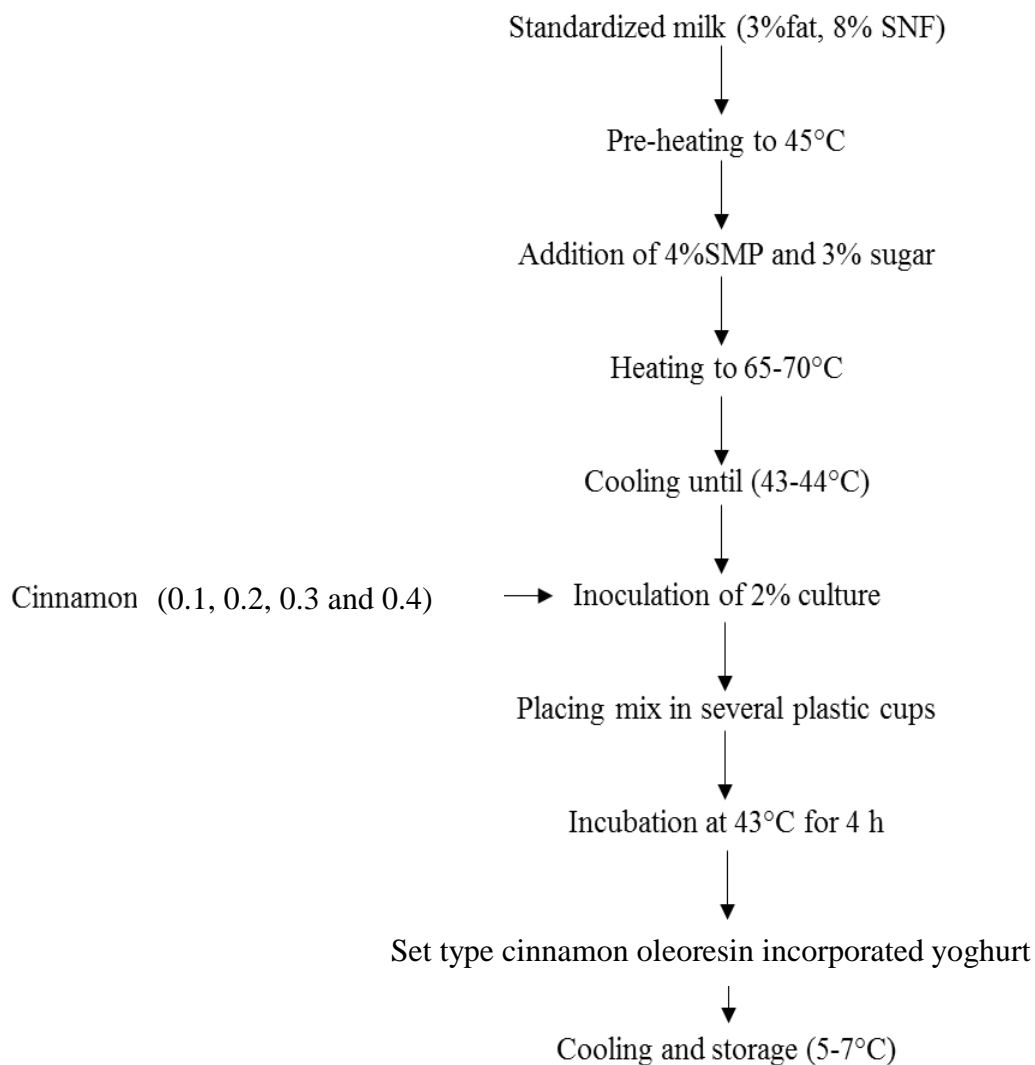 Standardized milk (3%fat, 8% SNF)
Pre-heating to 45°C
Addition of 4%SMP and 3% sugar
Heating to 65-70°C
Cooling until (43-44°C)
Cinnamon (0.1, 0.2, 0.3 and 0.4)
Inoculation of 2% culture
Placing mix in several plastic cups
Incubation at 43°C for 4 h
Set type cinnamon oleoresin incorporated yoghurt
Cooling and storage (5-7°C)